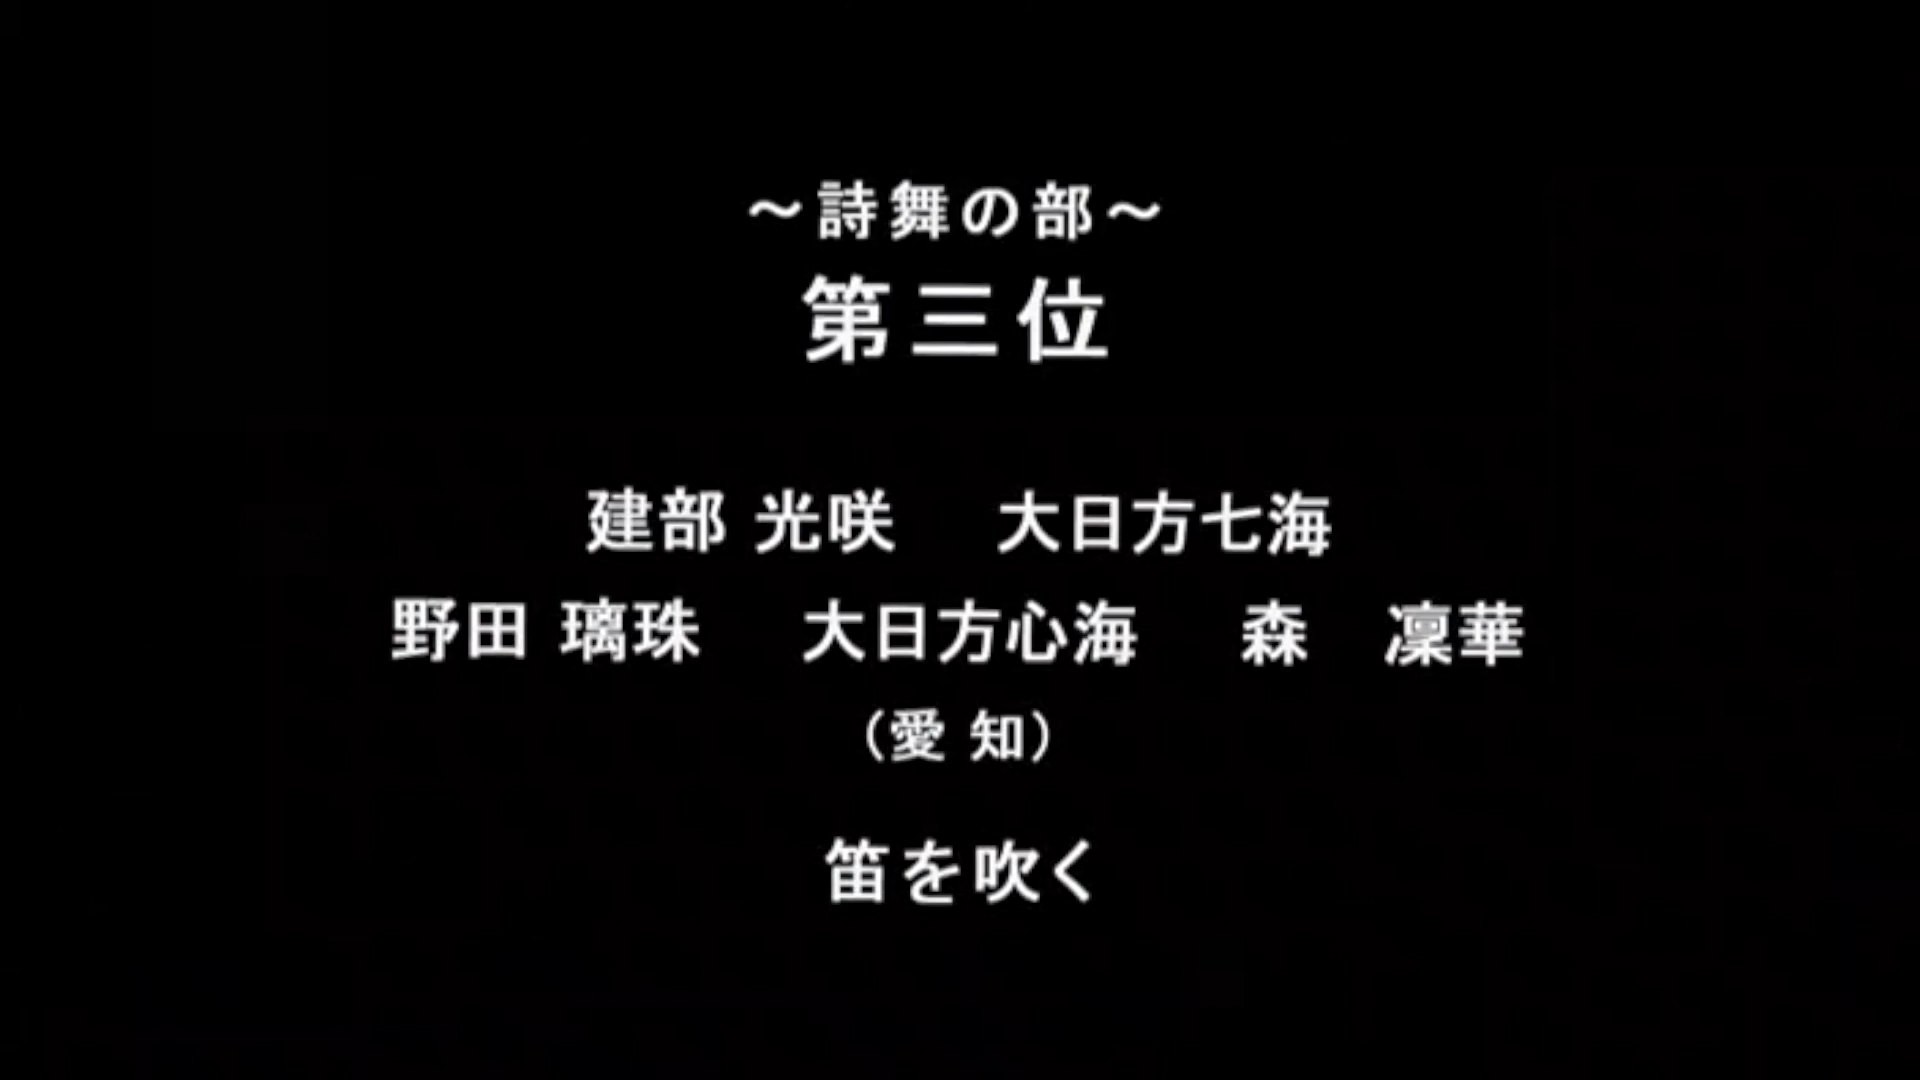 ～詩舞の部～
第三位
建部 光咲　大日方七海
野田 璃珠　大日方心海　森　凜華
（愛 知）
笛を吹く